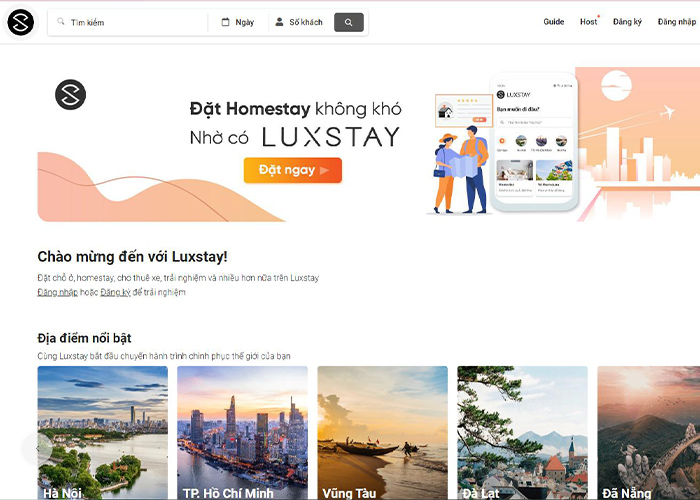 Tìm kiếm
Ngày
Số khách
Guide
Host
Đăng ký
Đăng nhập
Đặt Homestay không khó
Nhờ có LUXSTAY
Đặt ngay
LUXSTAY
Bạn muốn đi đâu?
Chào mừng đến với Luxstay!
Đặt chỗ ở, homestay, cho thuê xe, trải nghiệm và nhiều hơn nữa trên Luxstay
Đăng nhập hoặc Đăng ký để trải nghiệm
Địa điểm nổi bật
Cùng Luxstay bắt đầu chuyến hành trình chinh phục thế giới của bạn
Hà Nội
TP. Hồ Chí Minh
Vũng Tàu
Đà Lạt
Đà Nẵng